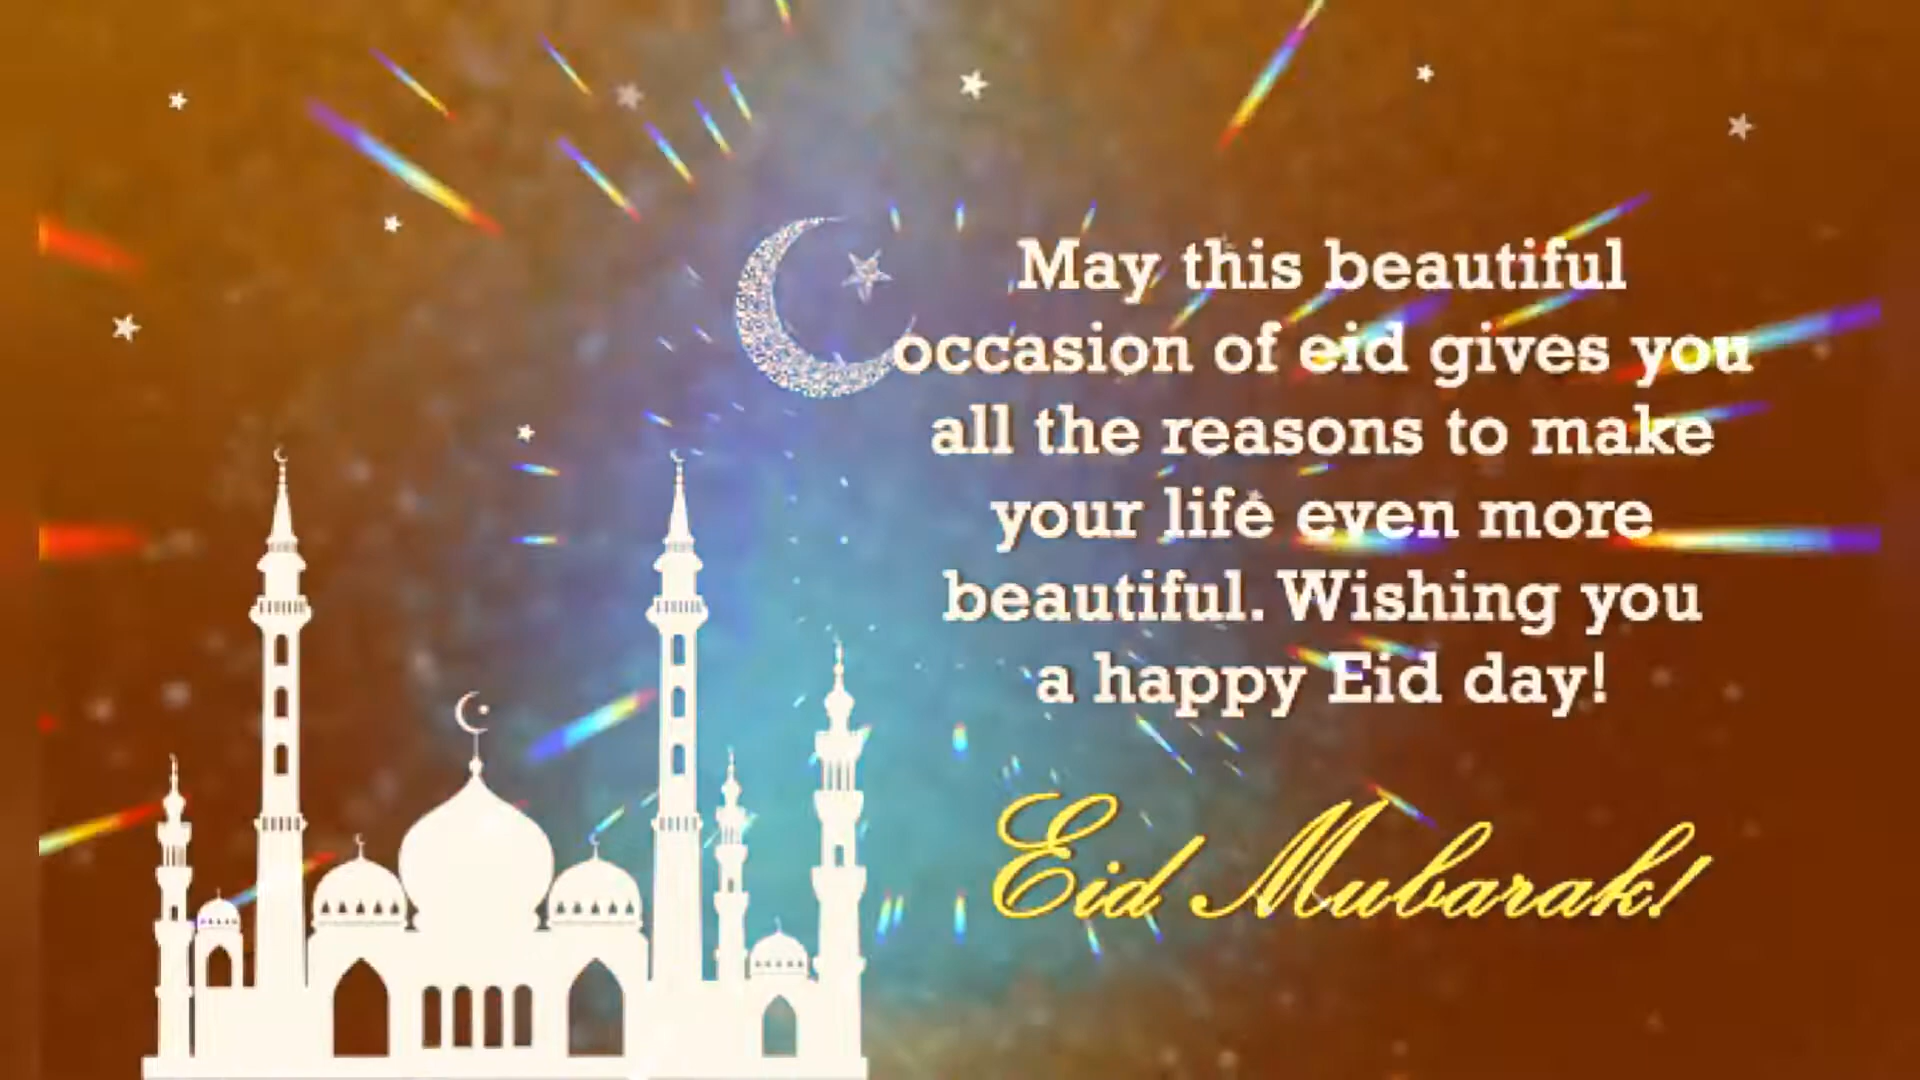 May this beautiful
occasion of eid gives you
all the reasons to make
your life even more
beautiful. Wishing you
a happy Eid day!
Eid Mubarak!